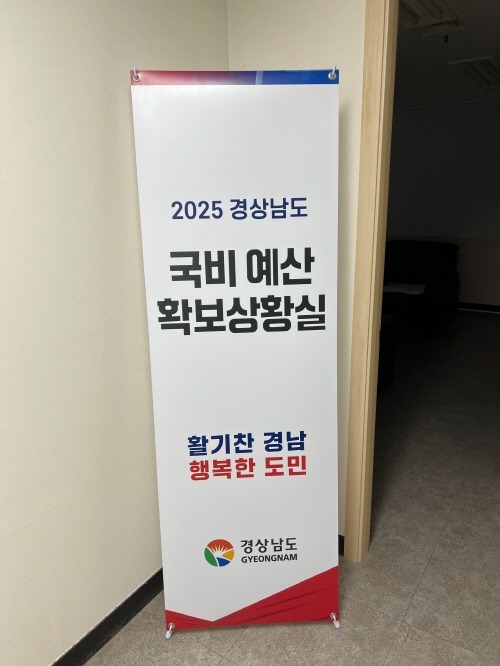 2025 경상남도
국비 예산
확보상황실
활기찬 경남
행복한 도민
경상남도
GYEONGNAM